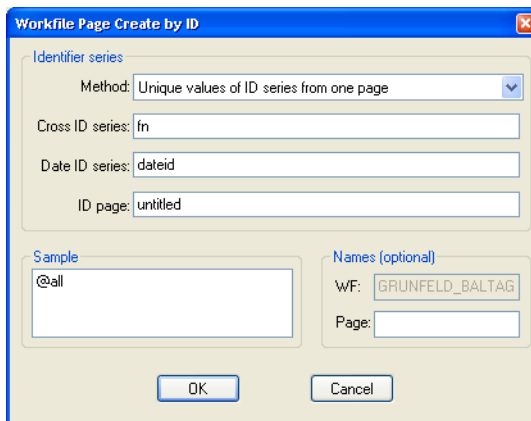 Workfile Page Create by ID
Identifier series
Method: Unique values of ID series from one page
Cross ID series: fn
Date ID series: dateid
ID page: untitled
Sample
@all
Names (optional)
WF: GRUNFELD_BALTAG
Page:
OK
Cancel